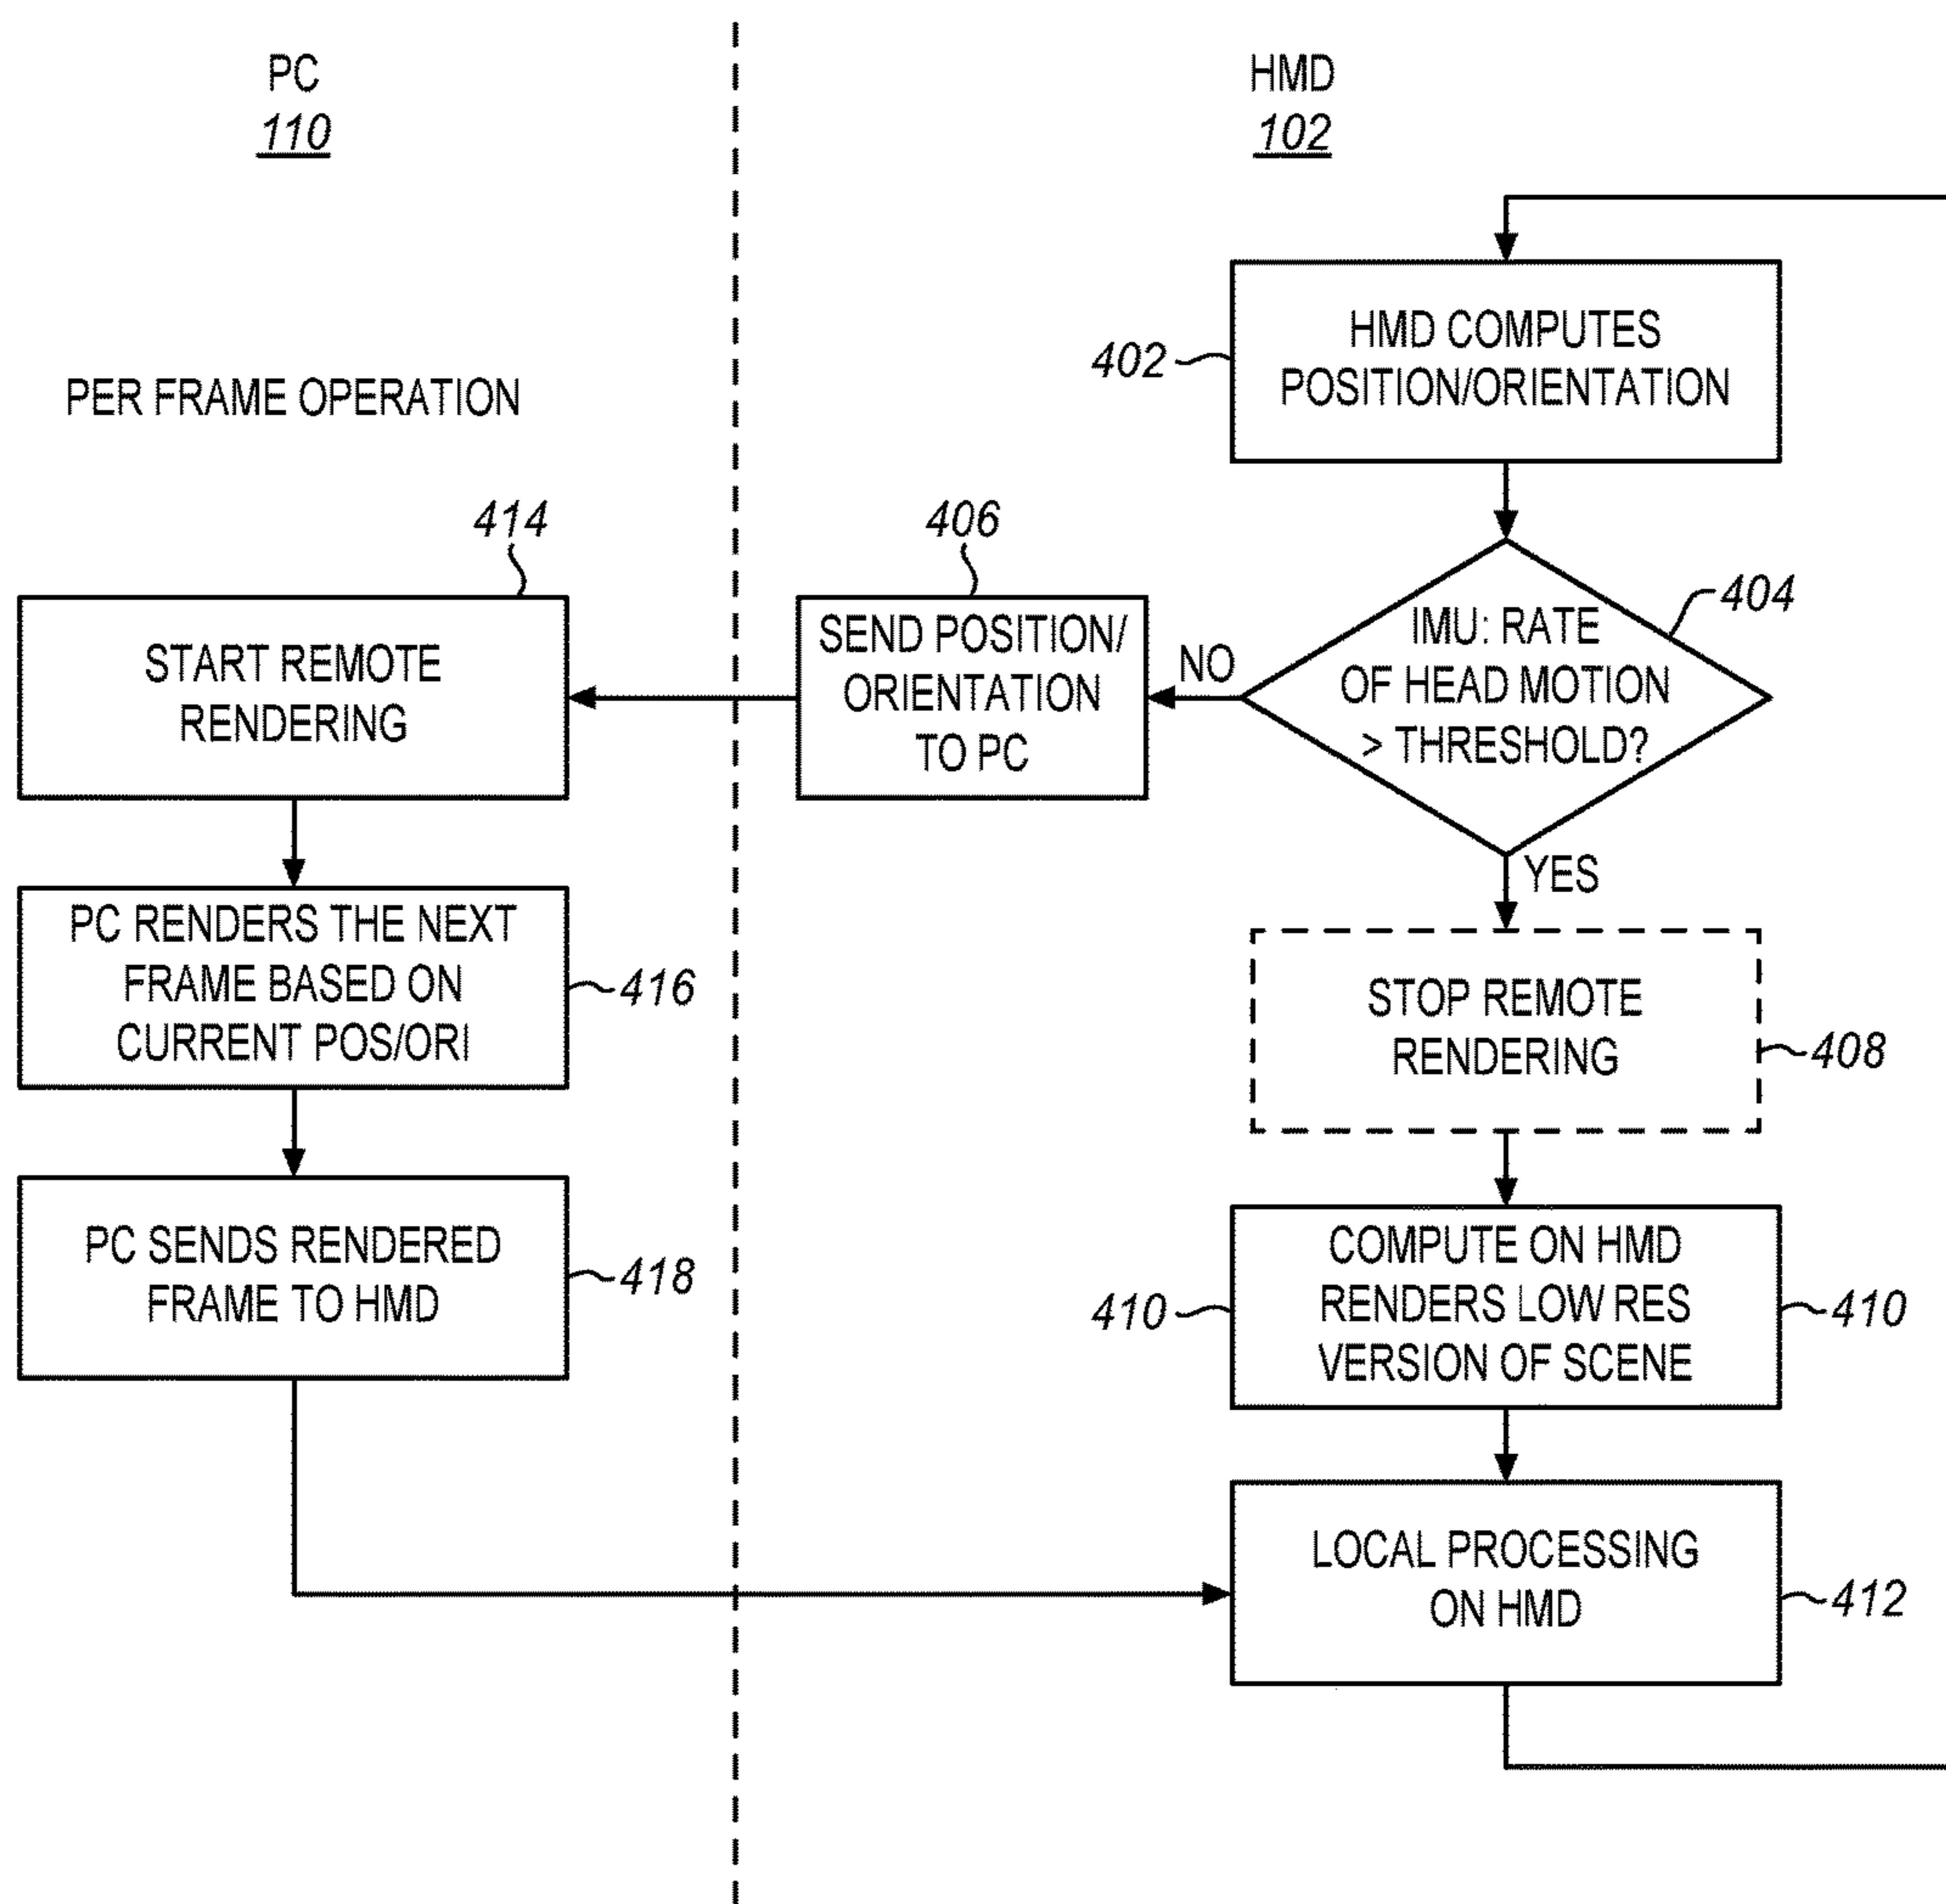 PC
110
HMD
102
PER FRAME OPERATION
402
HMD COMPUTES
POSITION/ORIENTATION
404
IMU: RATE
OF HEAD MOTION
> THRESHOLD?
NO
YES
406
SEND POSITION/
ORIENTATION
TO PC
414
START REMOTE
RENDERING
PC RENDERS THE NEXT
FRAME BASED ON
CURRENT POS/ORI
416
PC SENDS RENDERED
FRAME TO HMD
418
STOP REMOTE
RENDERING
408
410
COMPUTE ON HMD
RENDERS LOW RES
VERSION OF SCENE
410
LOCAL PROCESSING
ON HMD
412